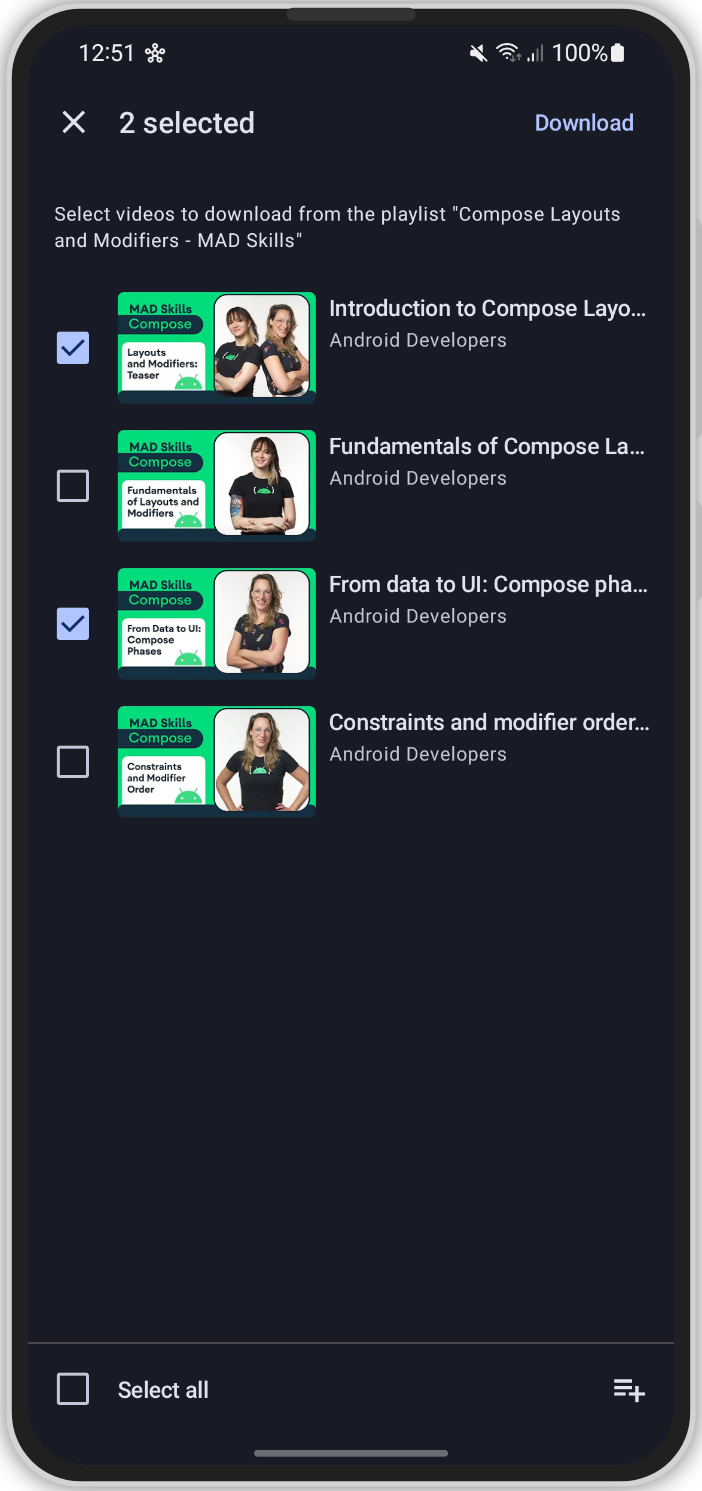 12:51 100%
2 selected Download
Select videos to download from the playlist "Compose Layouts
and Modifiers - MAD Skills"
MAD Skills
Compose
Layouts
and Modifiers:
Teaser
Introduction to Compose Layo...
Android Developers
MAD Skills
Compose
Fundamentals
of Layouts and
Modifiers
Fundamentals of Compose La...
Android Developers
MAD Skills
Compose
From Data to UI:
Compose
Phases
From data to UI: Compose pha...
Android Developers
MAD Skills
Compose
Constraints
and Modifier
Order
Constraints and modifier order...
Android Developers
Select all